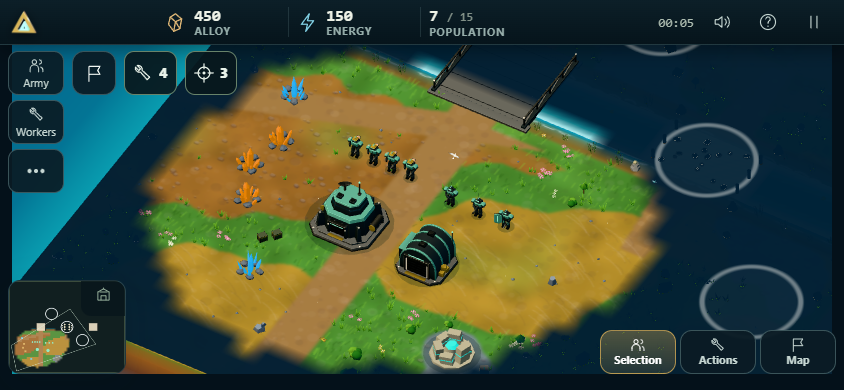 450
ALLOY
150
ENERGY
7 / 15
POPULATION
00:05
Army
4
3
Workers
Selection
Actions
Map